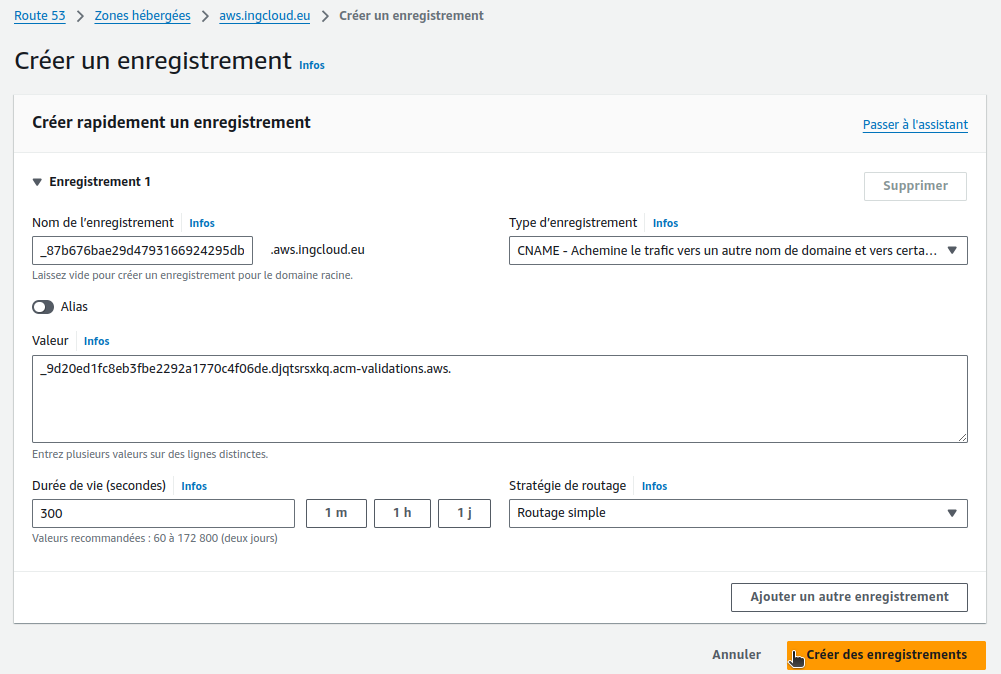 Route 53 > Zones hébergées > aws.ingcloud.eu > Créer un enregistrement
Créer un enregistrement Infos
Créer rapidement un enregistrement
Passer à l'assistant
Enregistrement 1
Supprimer
Nom de l'enregistrement Infos
_87b676bae29d4793166924295db .aws.ingcloud.eu
Laissez vide pour créer un enregistrement pour le domaine racine.
Type d'enregistrement Infos
CNAME - Achemine le trafic vers un autre nom de domaine et vers certa...
Alias
Valeur Infos
_9d20ed1fc8eb3fbe2292a1770c4f06de.djqtsrsxkq.acm-validations.aws.
Entrez plusieurs valeurs sur des lignes distinctes.
Durée de vie (secondes) Infos
300 1 m 1 h 1 j
Valeurs recommandées : 60 à 172 800 (deux jours)
Stratégie de routage Infos
Routage simple
Ajouter un autre enregistrement
Annuler
Créer des enregistrements